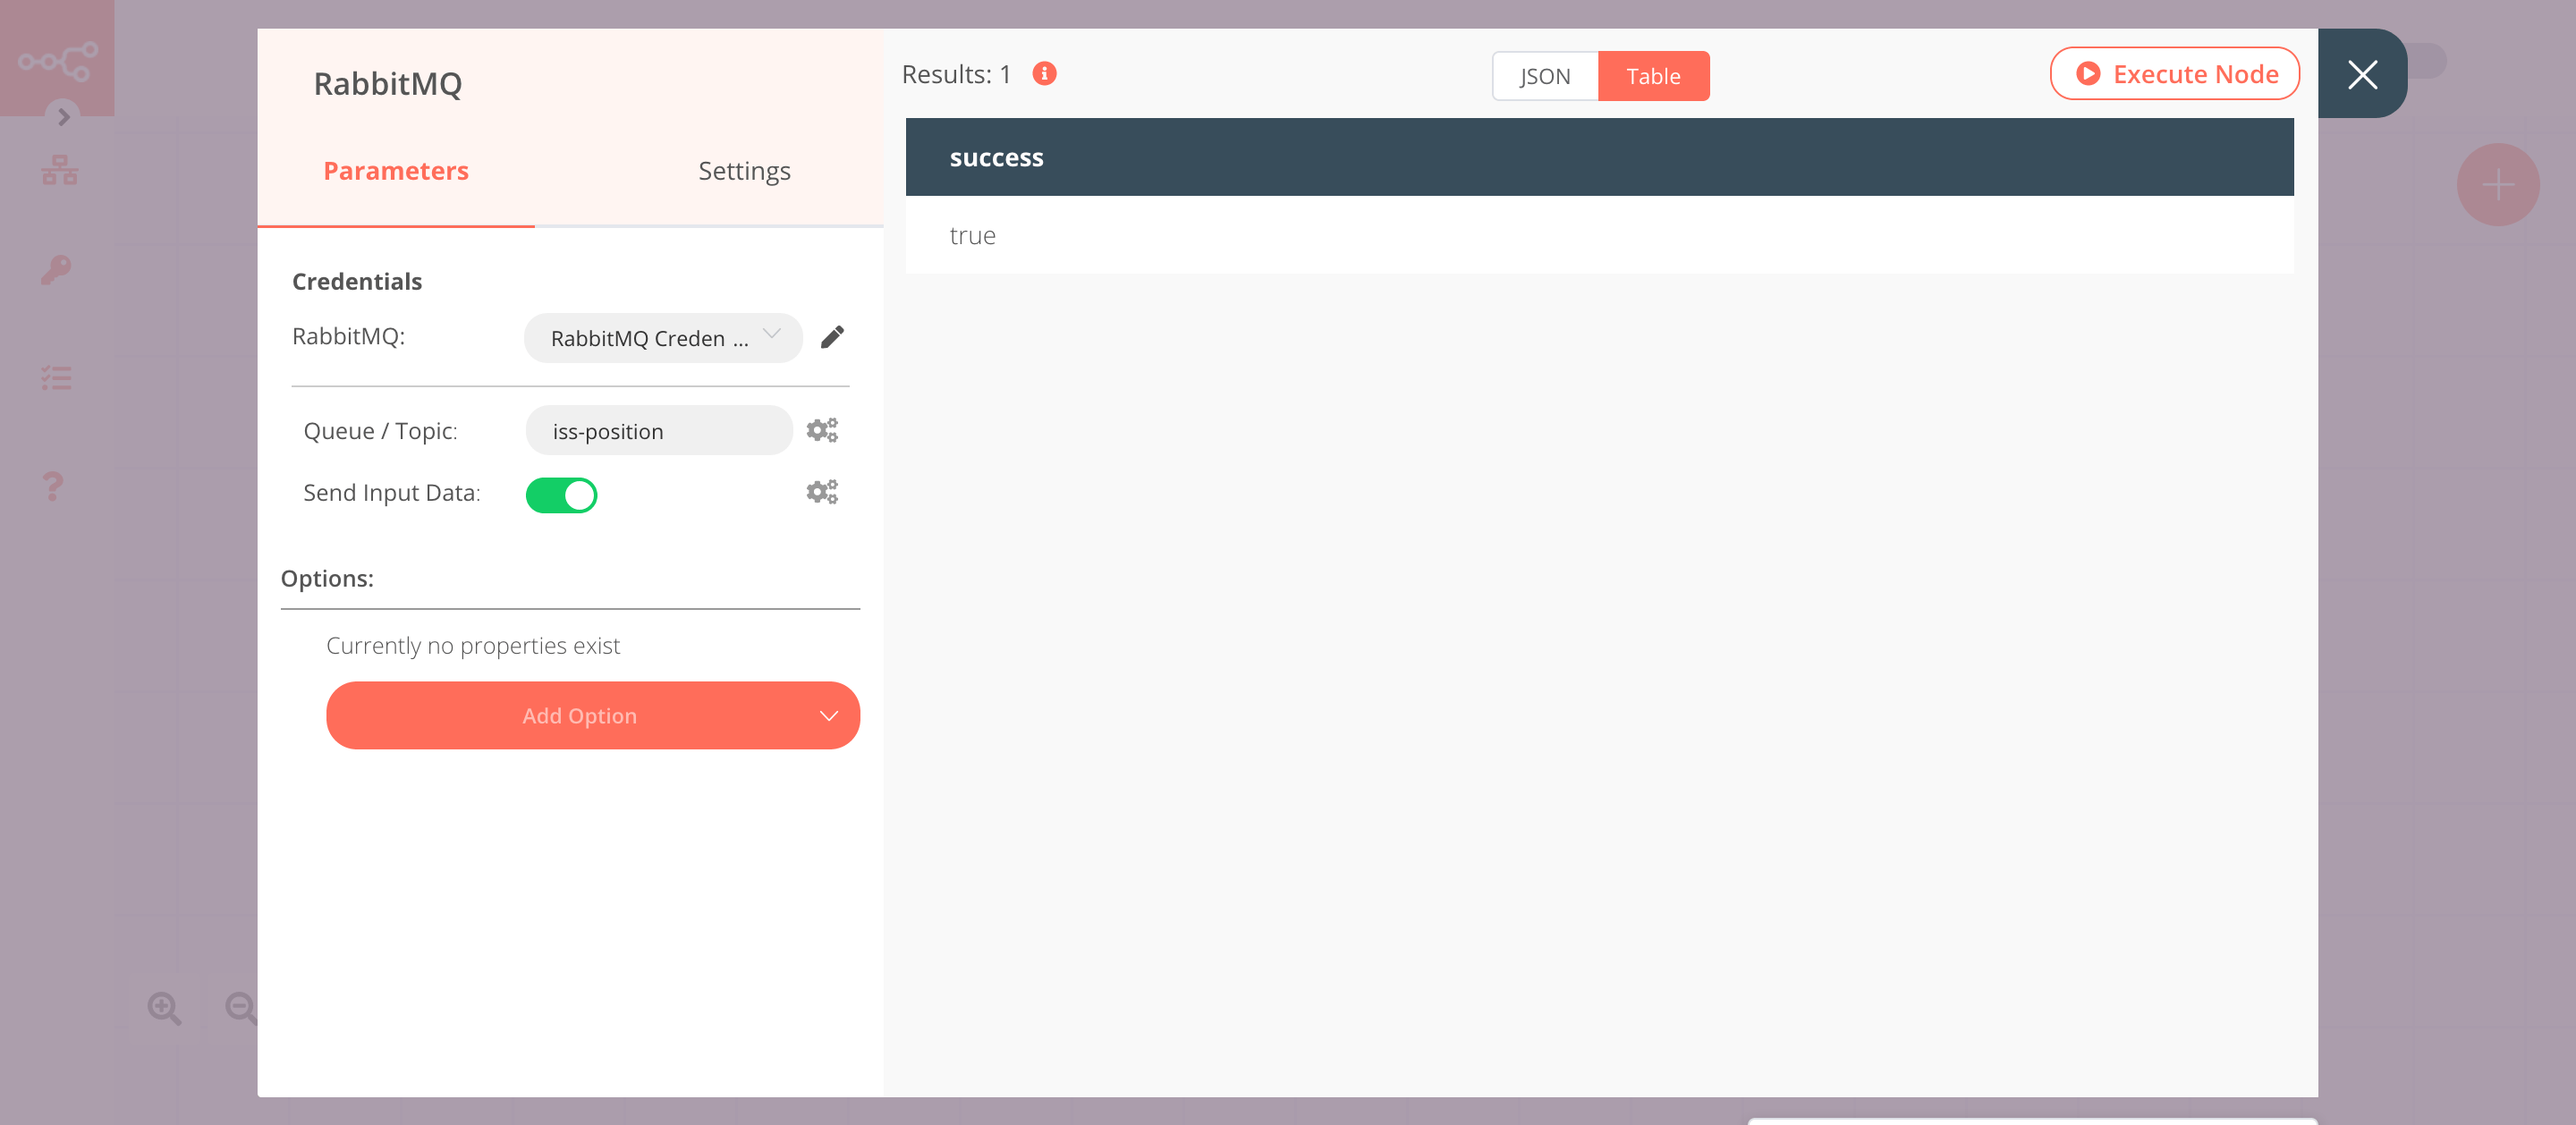 RabbitMQ
Parameters
Settings
Credentials
RabbitMQ:
RabbitMQ Creden ...
Queue / Topic:
iss-position
Send Input Data:
Options:
Currently no properties exist
Add Option
Results: 1
JSON
Table
Execute Node
success
true